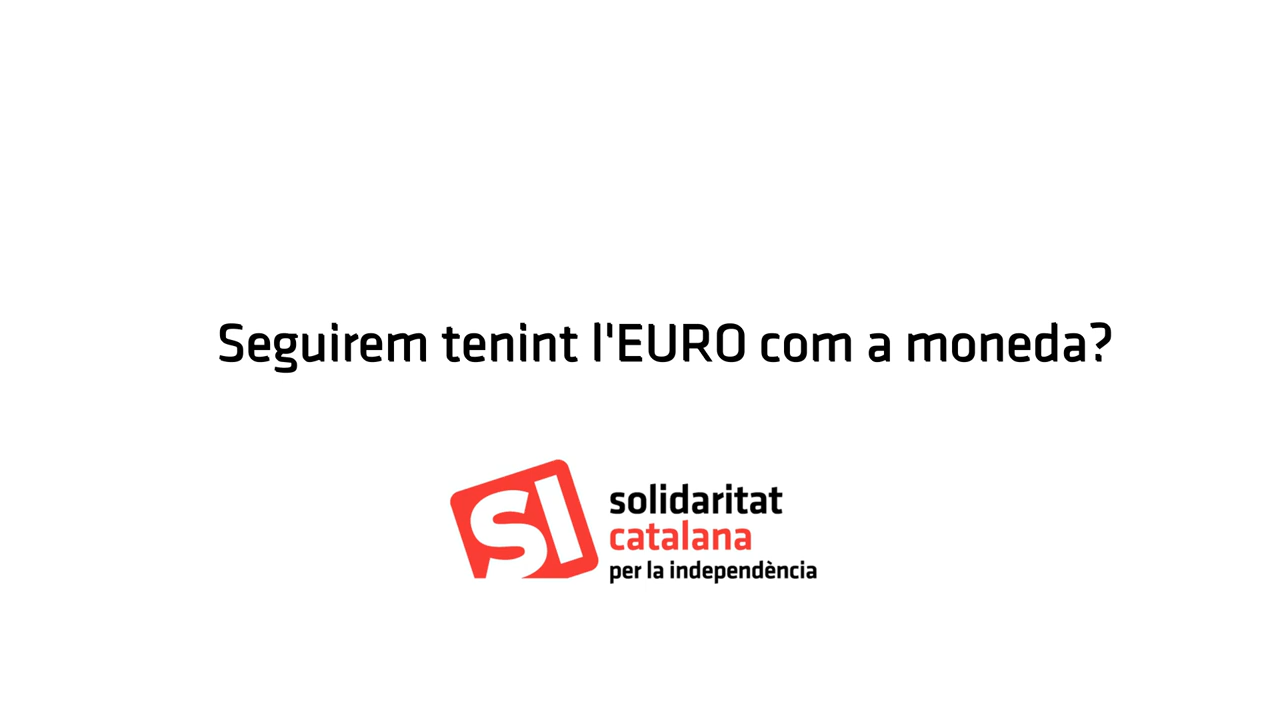 Seguirem tenint l'EURO com a moneda?
SI
solidaritat
catalana
per la independència